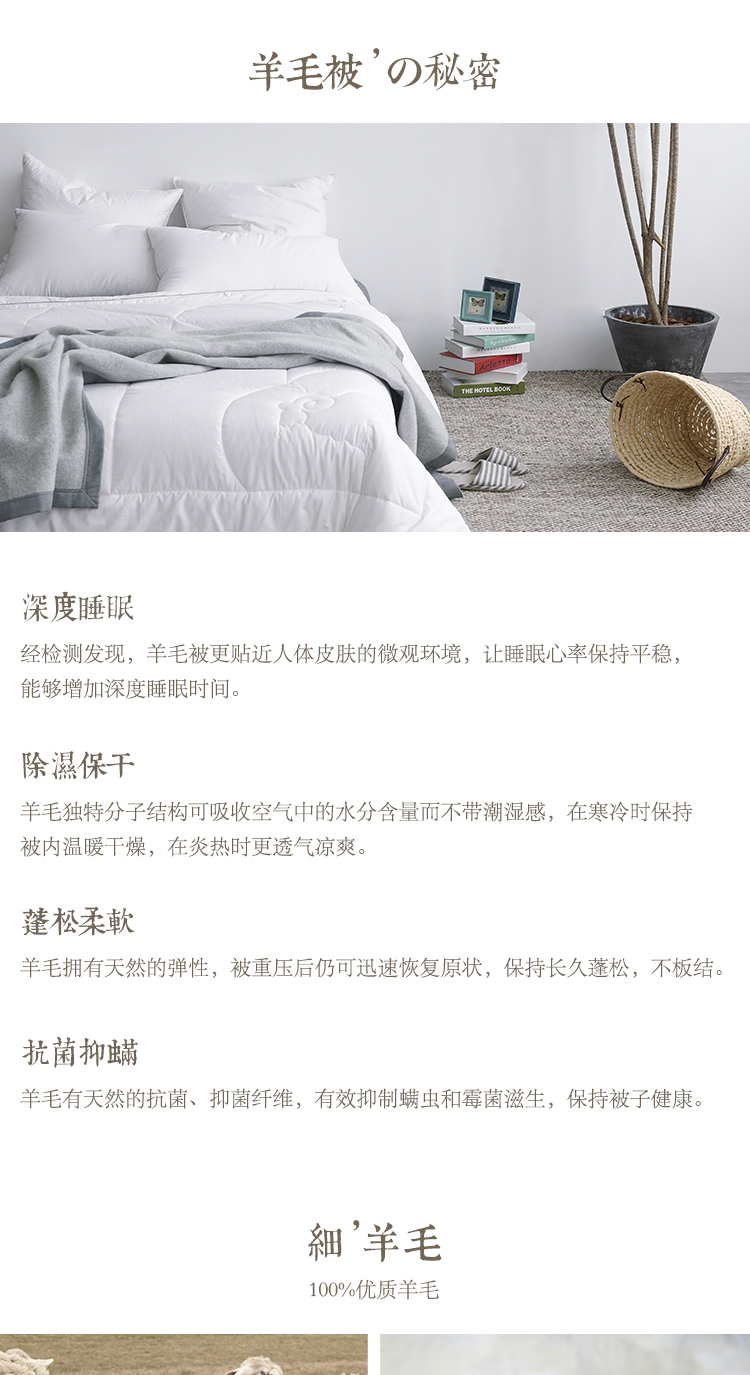 羊毛被’の秘密
Arletta
THE HOTEL BOOK
深度睡眠
经检测发现，羊毛被更贴近人体皮肤的微观环境，让睡眠心率保持平稳，
能够增加深度睡眠时间。
除濕保干
羊毛独特分子结构可吸收空气中的水分含量而不带潮湿感，在寒冷时保持
被内温暖干燥，在炎热时更透气凉爽。
蓬松柔軟
羊毛拥有天然的弹性，被重压后仍可迅速恢复原状，保持长久蓬松，不板结。
抗菌抑螨
羊毛有天然的抗菌、抑菌纤维，有效抑制螨虫和霉菌滋生，保持被子健康。
細’羊毛
100%优质羊毛